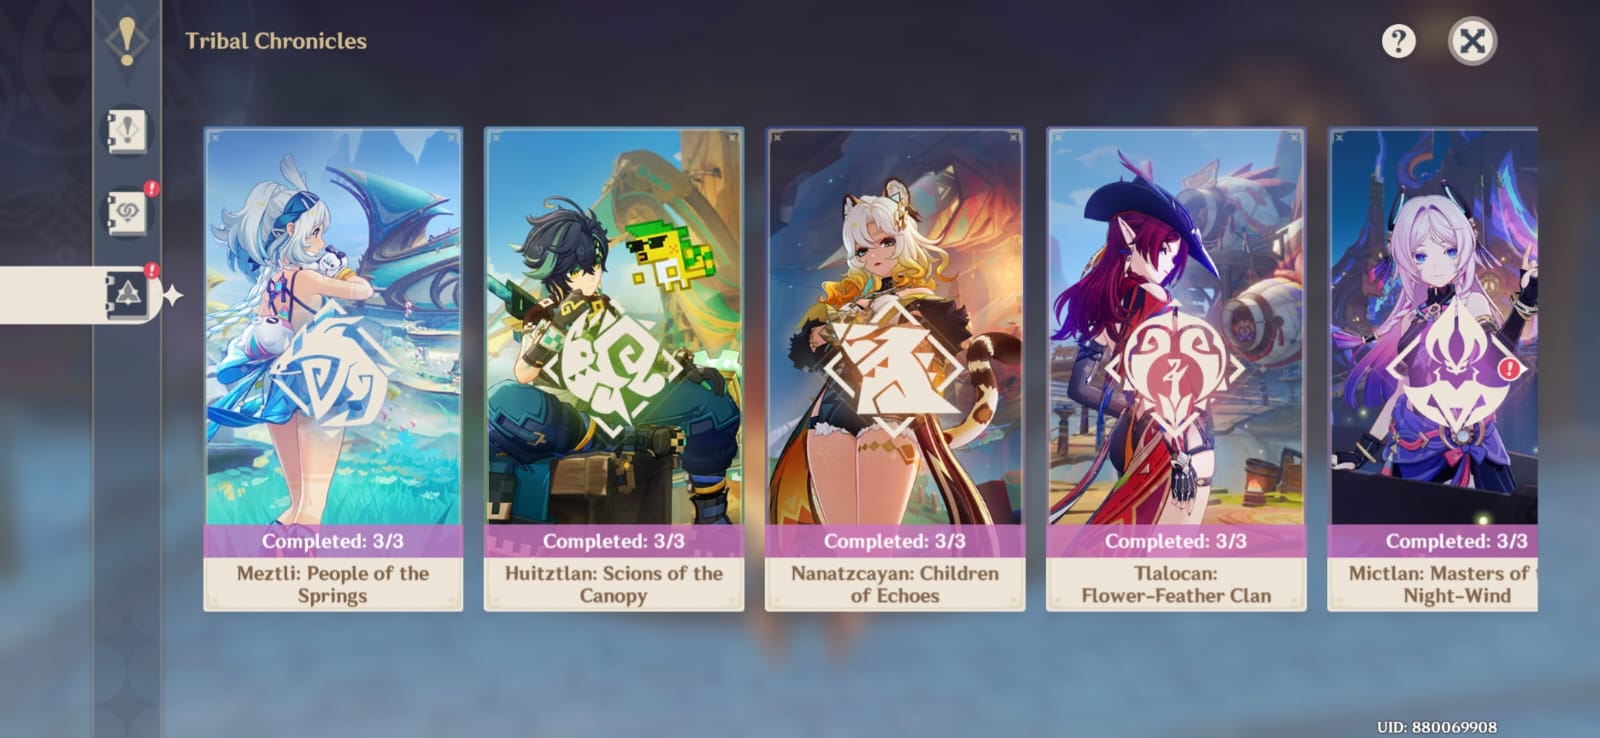 Tribal Chronicles
?
Completed: 3/3
Meztli: People of the
Springs
Completed: 3/3
Huitztlan: Scions of the
Canopy
Completed: 3/3
Nanatzcayan: Children
of Echoes
Completed: 3/3
Tlalocan:
Flower-Feather Clan
Completed: 3/3
Mictlan: Masters of
Night-Wind
UID: 880069908